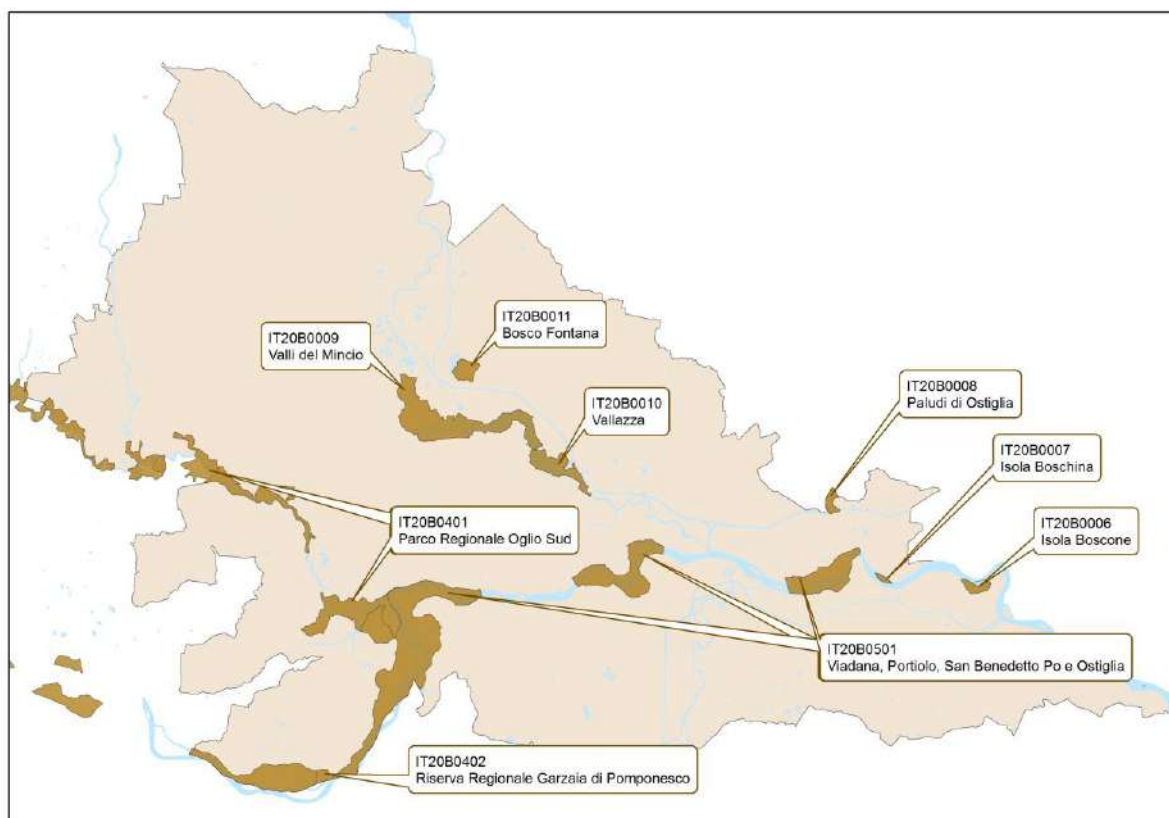 IT20B0011
Bosco Fontana
IT20B0009
Valli del Mincio
IT20B0008
Paludi di Ostiglia
IT20B0010
Vallazza
IT20B0007
Isola Boschina
IT20B0401
Parco Regionale Oglio Sud
IT20B0006
Isola Boscone
IT20B0501
Viadana, Portiolo, San Benedetto Po e Ostiglia
IT20B0402
Riserva Regionale Garzaia di Pomponesco